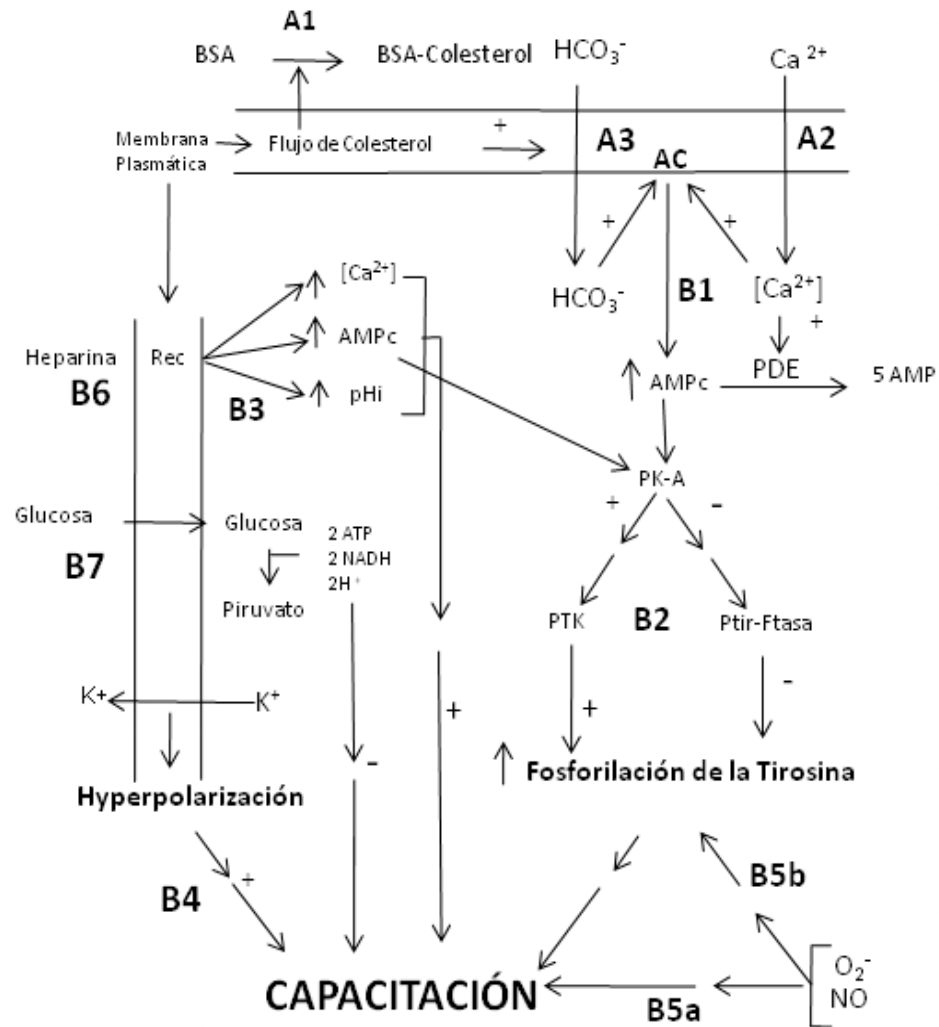 A1
BSA
BSA-Colesterol
HCO₃⁻
Ca ²⁺
Membrana
Plasmática
Flujo de Colesterol
+
A3
AC
A2
+
+
HCO₃⁻
B1
[Ca²⁺]
+
[Ca²⁺]
AMPc
pHi
Heparina
Rec
B6
B3
AMPc
PDE
5 AMP
PK-A
+
-
Glucosa
Glucosa
B7
2 ATP
2 NADH
2H⁺
Piruvato
PTK
B2
Ptir-Ftasa
K+
K⁺
+
-
+
-
Fosforilación de la Tirosina
Hyperpolarización
B4
+
B5b
CAPACITACIÓN
B5a
O₂⁻
NO